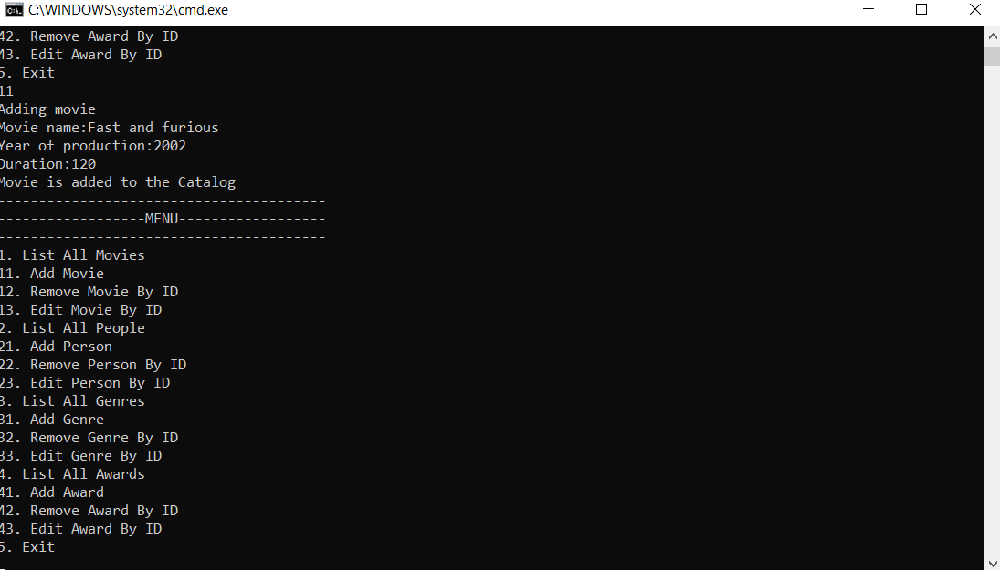 C:\WINDOWS\system32\cmd.exe
42. Remove Award By ID
43. Edit Award By ID
5. Exit
11
Adding movie
Movie name:Fast and furious
Year of production:2002
Duration:120
Movie is added to the Catalog
----------------------------------------
------------------MENU------------------
----------------------------------------
1. List All Movies
11. Add Movie
12. Remove Movie By ID
13. Edit Movie By ID
2. List All People
21. Add Person
22. Remove Person By ID
23. Edit Person By ID
3. List All Genres
31. Add Genre
32. Remove Genre By ID
33. Edit Genre By ID
4. List All Awards
41. Add Award
42. Remove Award By ID
43. Edit Award By ID
5. Exit